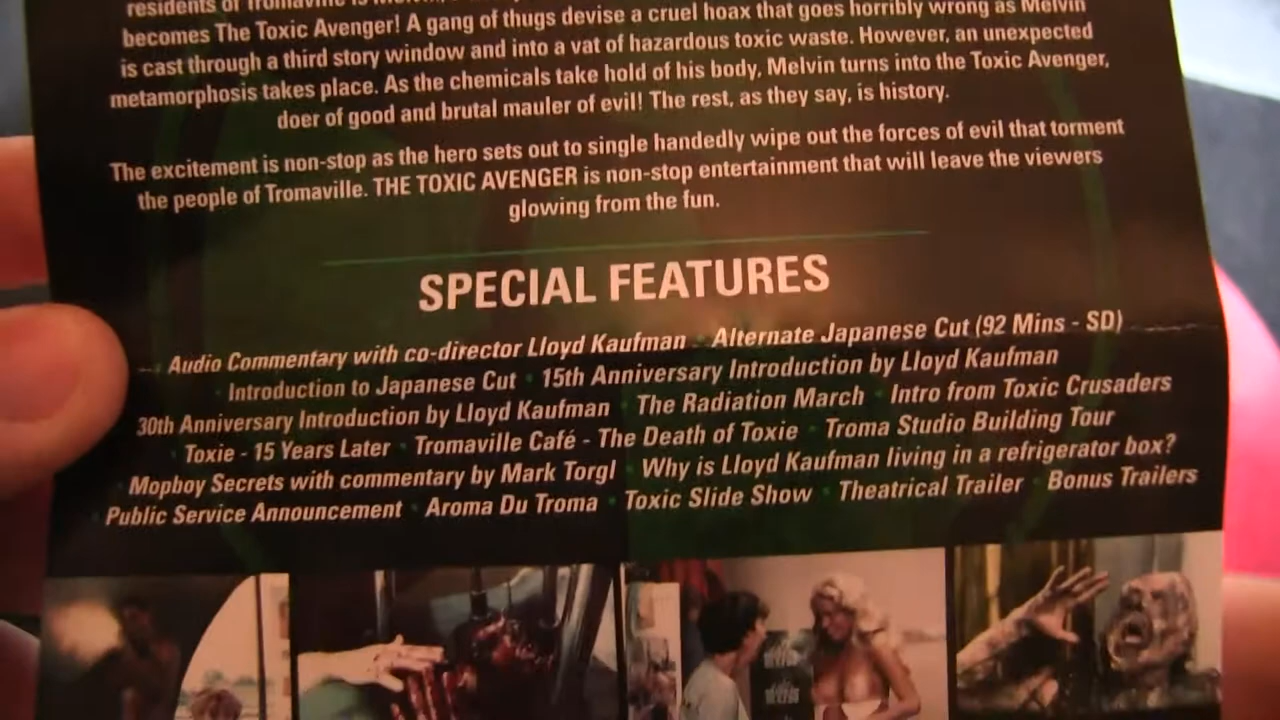 residents of Tromaville is
becomes The Toxic Avenger! A gang of thugs devise a cruel hoax that goes horribly wrong as Melvin
is cast through a third story window and into a vat of hazardous toxic waste. However, an unexpected
metamorphosis takes place. As the chemicals take hold of his body, Melvin turns into the Toxic Avenger,
doer of good and brutal mauler of evil! The rest, as they say, is history.
The excitement is non-stop as the hero sets out to single handedly wipe out the forces of evil that torment
the people of Tromaville. THE TOXIC AVENGER is non-stop entertainment that will leave the viewers
glowing from the fun.
SPECIAL FEATURES
Audio Commentary with co-director Lloyd Kaufman • Alternate Japanese Cut (92 Mins - SD)
• Introduction to Japanese Cut • 15th Anniversary Introduction by Lloyd Kaufman
30th Anniversary Introduction by Lloyd Kaufman • The Radiation March • Intro from Toxic Crusaders
• Toxie - 15 Years Later • Tromaville Café - The Death of Toxie • Troma Studio Building Tour
• Mopboy Secrets with commentary by Mark Torgl • Why is Lloyd Kaufman living in a refrigerator box?
• Public Service Announcement • Aroma Du Troma • Toxic Slide Show • Theatrical Trailer • Bonus Trailers